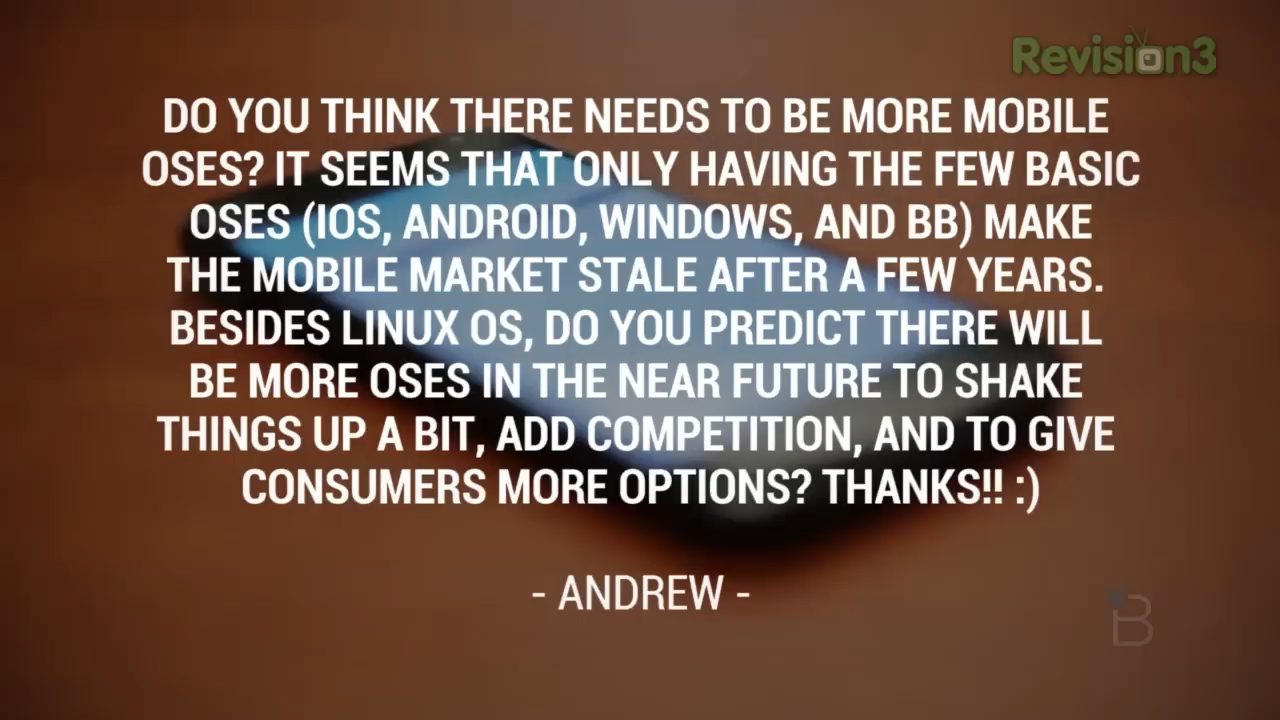 Revision3
DO YOU THINK THERE NEEDS TO BE MORE MOBILE
OSES? IT SEEMS THAT ONLY HAVING THE FEW BASIC
OSES (IOS, ANDROID, WINDOWS, AND BB) MAKE
THE MOBILE MARKET STALE AFTER A FEW YEARS.
BESIDES LINUX OS, DO YOU PREDICT THERE WILL
BE MORE OSES IN THE NEAR FUTURE TO SHAKE
THINGS UP A BIT, ADD COMPETITION, AND TO GIVE
CONSUMERS MORE OPTIONS? THANKS!! :)
- ANDREW -
B